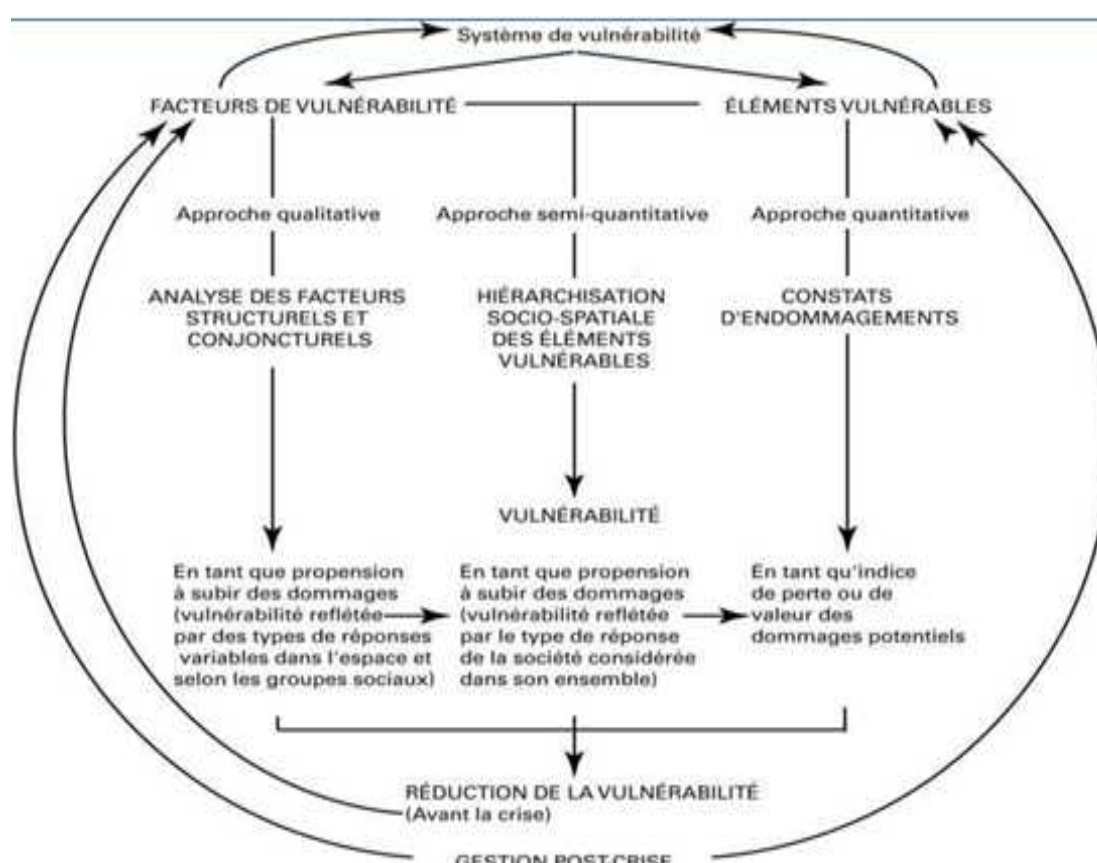 Système de vulnérabilité
FACTEURS DE VULNÉRABILITÉ
ÉLÉMENTS VULNÉRABLES
Approche qualitative
Approche semi-quantitative
Approche quantitative
ANALYSE DES FACTEURS
STRUCTURELS ET
CONJONCTURELS
HIÉRARCHISATION
SOCIO-SPATIALE
DES ÉLÉMENTS
VULNÉRABLES
CONSTATS
D'ENDOMMAGEMENTS
VULNÉRABILITÉ
En tant que propension
à subir des dommages
(vulnérabilité reflétée
par des types de réponses
variables dans l'espace et
selon les groupes sociaux)
En tant que propension
à subir des dommages
(vulnérabilité reflétée
par le type de réponse
de la société considérée
dans son ensemble)
En tant qu'indice
de perte ou de
valeur des
dommages potentiels
RÉDUCTION DE LA VULNÉRABILITÉ
(Avant la crise)
GESTION POST-CRISE